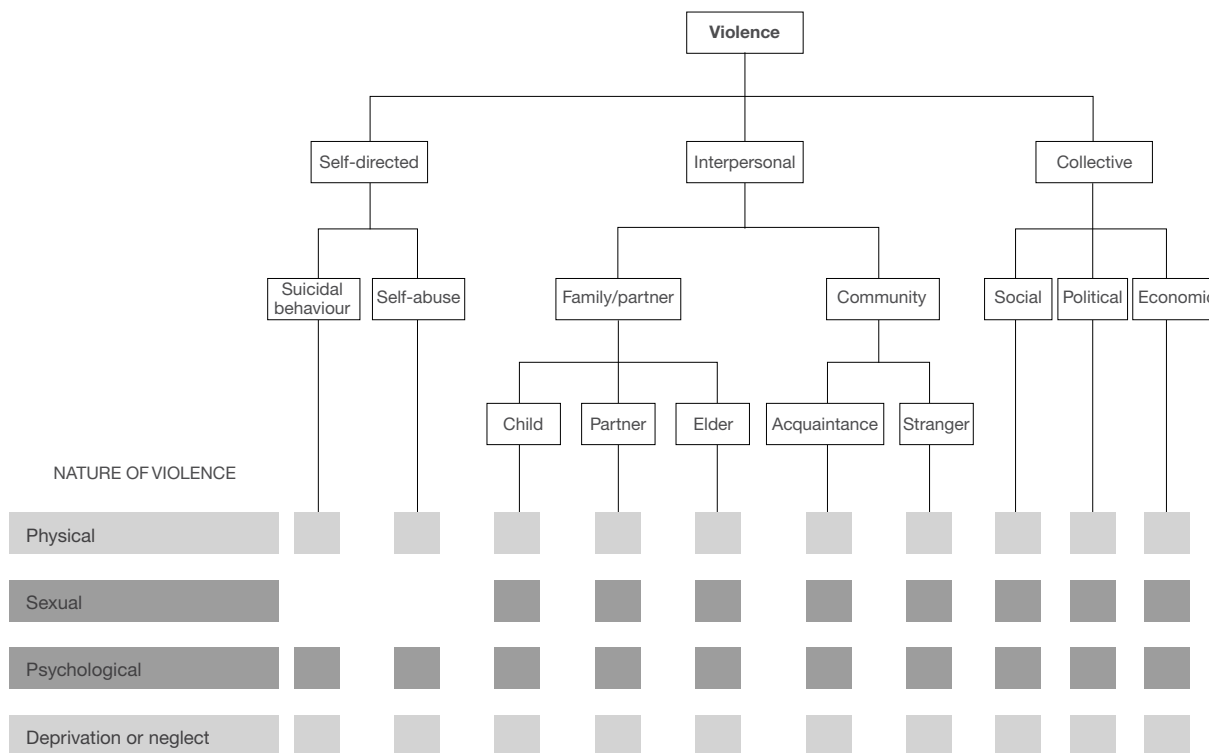 Violence
Self-directed
Interpersonal
Collective
Suicidal
behaviour
Self-abuse
Family/partner
Community
Social
Political
Economic
Child
Partner
Elder
Acquaintance
Stranger
NATURE OF VIOLENCE
Physical
Sexual
Psychological
Deprivation or neglect